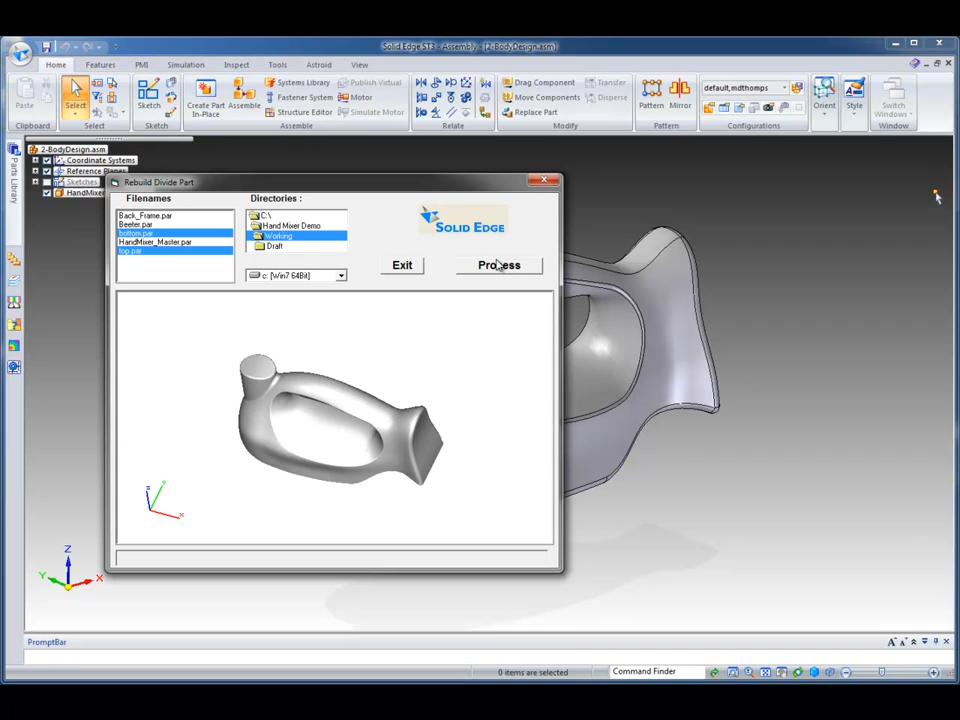 Solid Edge ST3 - Assembly - [2-BodyDesign.asm]
Home Features PMI Simulation Inspect Tools Astroid View
Paste
Clipboard
Select
Select
Sketch
Sketch
Create Part In-Place
Assemble
Systems Library
Fastener System
Structure Editor
Publish Virtual
Motor
Assemble
Relate
Drag Component
Move Components
Replace Part
Transfer
Disperse
Modify
Pattern
Mirror
Pattern
default,mdthomps
Configurations
Orient
Style
Switch Windows
Window
Parts Library
2-BodyDesign.asm
Coordinate Systems
Reference Planes
Sketches
HandMixer
Rebuild Divide Part
Filenames
Directories :
Back_Frame.par
Beeter.par
bottom.par
HandMixer_Master.par
top.par
C:\
Hand Mixer Demo
Working
Draft
c: [Win7 64Bit]
SOLID EDGE
Exit
Process
z
y
x
Z
Y
X
PromptBar
0 items are selected
Command Finder